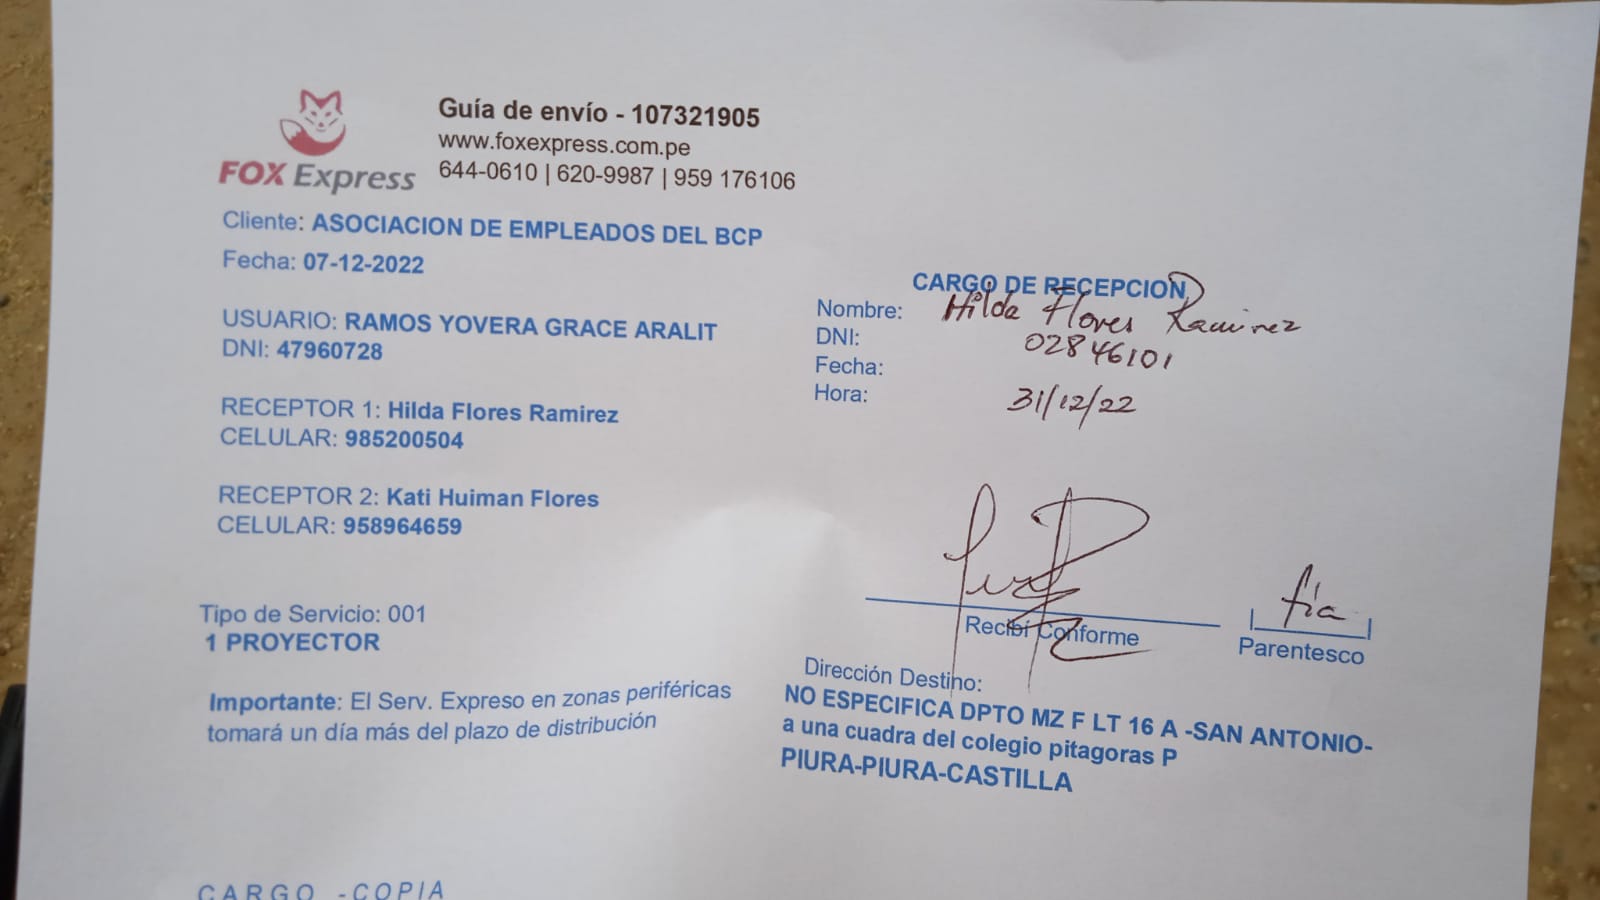 FOX Express
Guía de envío - 107321905
www.foxexpress.com.pe
644-0610 | 620-9987 | 959 176106
Cliente: ASOCIACION DE EMPLEADOS DEL BCP
Fecha: 07-12-2022
USUARIO: RAMOS YOVERA GRACE ARALIT
DNI: 47960728
RECEPTOR 1: Hilda Flores Ramirez
CELULAR: 985200504
RECEPTOR 2: Kati Huiman Flores
CELULAR: 958964659
Tipo de Servicio: 001
1 PROYECTOR
Importante: El Serv. Expreso en zonas periféricas
tomará un día más del plazo de distribución
CARGO DE RECEPCION
Nombre: Hilda Flores Ramirez
DNI: 02846101
Fecha:
Hora: 31/12/22
Recibí Conforme
tía
Parentesco
Dirección Destino:
NO ESPECIFICA DPTO MZ F LT 16 A -SAN ANTONIO-
a una cuadra del colegio pitagoras P
PIURA-PIURA-CASTILLA
CARGO - COPIA